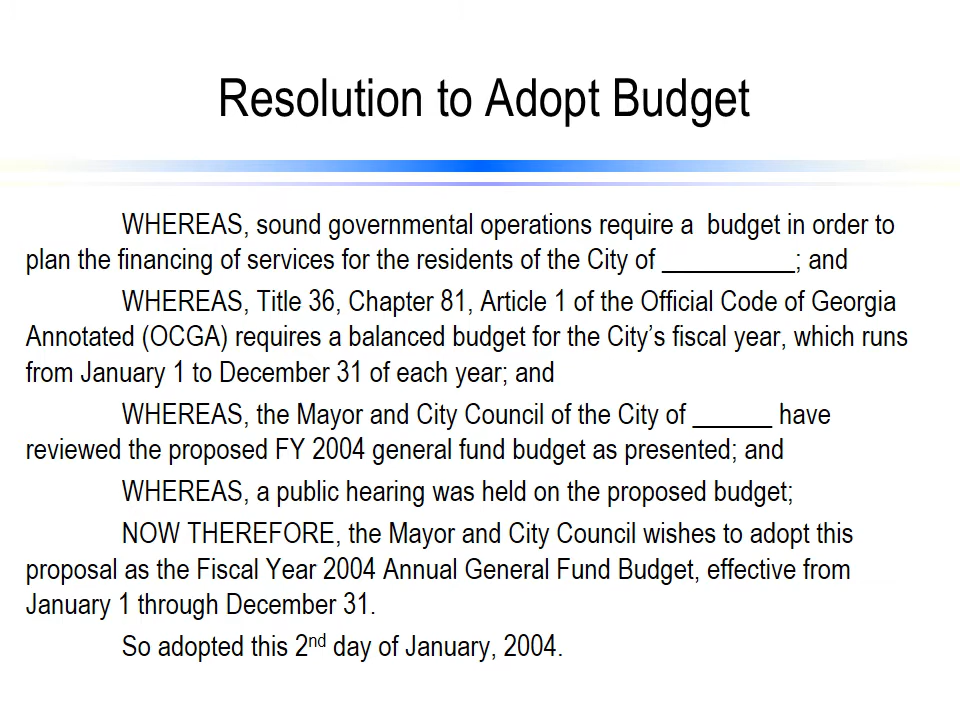 Resolution to Adopt Budget
WHEREAS, sound governmental operations require a  budget in order to
plan the financing of services for the residents of the City of __________; and
WHEREAS, Title 36, Chapter 81, Article 1 of the Official Code of Georgia
Annotated (OCGA) requires a balanced budget for the City’s fiscal year, which runs
from January 1 to December 31 of each year; and
WHEREAS, the Mayor and City Council of the City of ______ have
reviewed the proposed FY 2004 general fund budget as presented; and
WHEREAS, a public hearing was held on the proposed budget;
NOW THEREFORE, the Mayor and City Council wishes to adopt this
proposal as the Fiscal Year 2004 Annual General Fund Budget, effective from
January 1 through December 31.
So adopted this 2nd day of January, 2004.